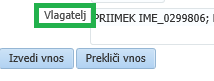 Vlagatelj
PRIIMEK IME_0299806;
Izvedi vnos Prekliči vnos